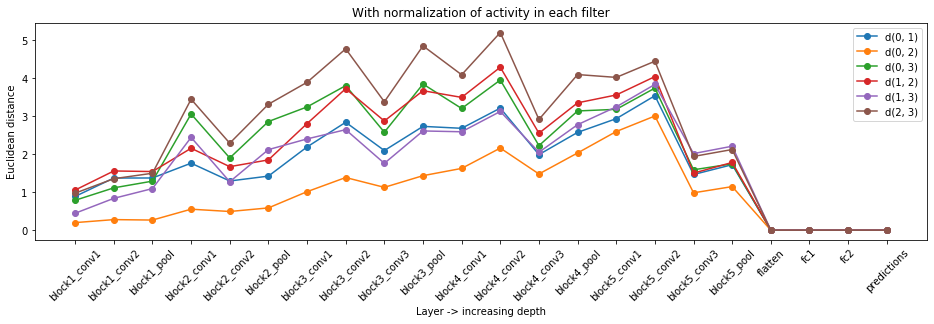 With normalization of activity in each filter
Euclidean distance
5
4
3
2
1
0
d(0, 1)
d(0, 2)
d(0, 3)
d(1, 2)
d(1, 3)
d(2, 3)
block1_conv1
block1_conv2
block1_pool
block2_conv1
block2_conv2
block2_pool
block3_conv1
block3_conv2
block3_conv3
block3_pool
block4_conv1
block4_conv2
block4_conv3
block4_pool
block5_conv1
block5_conv2
block5_conv3
block5_pool
flatten
fc1
fc2
predictions
Layer -> increasing depth